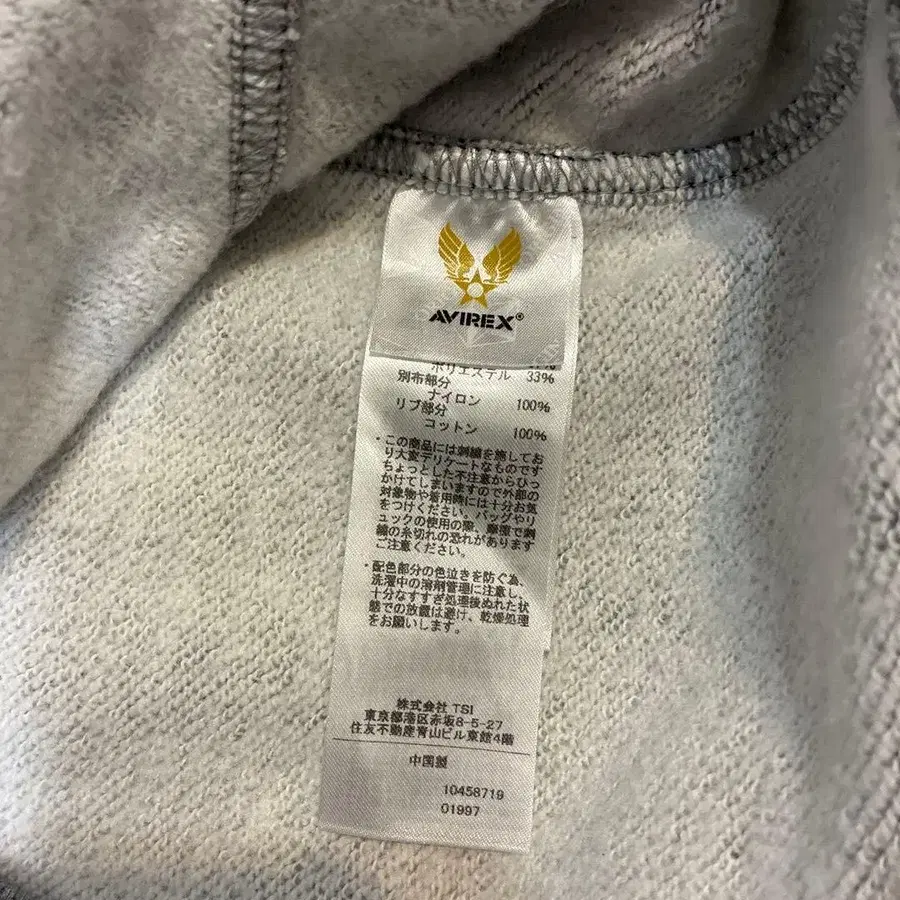 AVIREX®
ポリエステル 33%
別布部分
ナイロン 100%
リブ部分
コットン 100%
・この商品には刺繍を施してお
り大変デリケートなものです
ちょっとした不注意からひっ
かけてしまいますので外部の
対象物や着用時には十分お気
をつけください。バッグやリ
ュックの使用の際、摩擦で刺
繍の糸切れの恐れがあります
ご注意ください。
・配色部分の色泣きを防ぐ為、
洗濯中の溶剤管理に注意し、
十分なすすぎ処理後ぬれた状
態での放置は避け、乾燥処理
をお願いします。
株式会社 TSI
東京都港区赤坂8-5-27
住友不動産青山ビル東館4階
中国製
10458719
01997